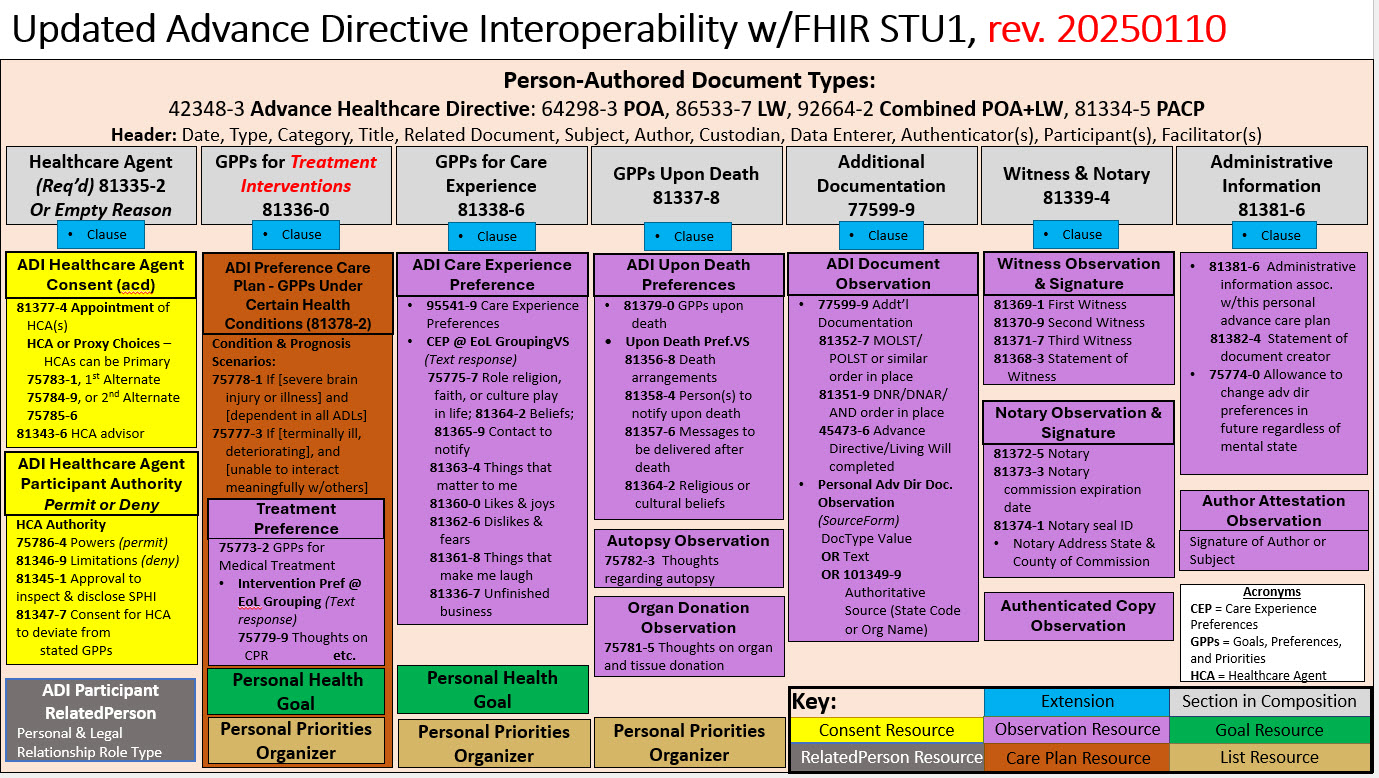 Updated Advance Directive Interoperability w/FHIR STU1, rev. 20250110
Person-Authored Document Types:
42348-3 Advance Healthcare Directive: 64298-3 POA, 86533-7 LW, 92664-2 Combined POA+LW, 81334-5 PACP
Header: Date, Type, Category, Title, Related Document, Subject, Author, Custodian, Data Enterer, Authenticator(s), Participant(s), Facilitator(s)
Healthcare Agent
(Req'd) 81335-2
Or Empty Reason
• Clause
ADI Healthcare Agent
Consent (acd)
81377-4 Appointment of
HCA(s)
HCA or Proxy Choices –
HCAs can be Primary
75783-1, 1st Alternate
75784-9, or 2nd Alternate
75785-6
81343-6 HCA advisor
ADI Healthcare Agent
Participant Authority
Permit or Deny
HCA Authority
75786-4 Powers (permit)
81346-9 Limitations (deny)
81345-1 Approval to
inspect & disclose SPHI
81347-7 Consent for HCA
to deviate from
stated GPPs
ADI Participant
RelatedPerson
Personal & Legal
Relationship Role Type
GPPs for Treatment
Interventions
81336-0
• Clause
ADI Preference Care
Plan - GPPs Under
Certain Health
Conditions (81378-2)
Condition & Prognosis
Scenarios:
75778-1 If [severe brain
injury or illness] and
[dependent in all ADLs]
75777-3 If [terminally ill,
deteriorating], and
[unable to interact
meaningfully w/others]
Treatment
Preference
75773-2 GPPs for
Medical Treatment
• Intervention Pref @
EoL Grouping (Text
response)
75779-9 Thoughts on
CPR etc.
Personal Health
Goal
Personal Priorities
Organizer
GPPs for Care
Experience
81338-6
• Clause
ADI Care Experience
Preference
• 95541-9 Care Experience
Preferences
• CEP @ EoL GroupingVS
(Text response)
75775-7 Role religion,
faith, or culture play
in life; 81364-2 Beliefs;
81365-9 Contact to
notify
81363-4 Things that
matter to me
81360-0 Likes & joys
81362-6 Dislikes &
fears
81361-8 Things that
make me laugh
81336-7 Unfinished
business
Personal Health
Goal
Personal Priorities
Organizer
GPPs Upon Death
81337-8
• Clause
ADI Upon Death
Preferences
• 81379-0 GPPs upon
death
• Upon Death Pref.VS
81356-8 Death
arrangements
81358-4 Person(s) to
notify upon death
81357-6 Messages to
be delivered after
death
81364-2 Religious or
cultural beliefs
Autopsy Observation
75782-3 Thoughts
regarding autopsy
Organ Donation
Observation
75781-5 Thoughts on organ
and tissue donation
Personal Priorities
Organizer
Additional
Documentation
77599-9
• Clause
ADI Document
Observation
• 77599-9 Addt'l
Documentation
81352-7 MOLST/
POLST or similar
order in place
81351-9 DNR/DNAR/
AND order in place
45473-6 Advance
Directive/Living Will
completed
• Personal Adv Dir Doc.
Observation
(SourceForm)
DocType Value
OR Text
OR 101349-9
Authoritative
Source (State Code
or Org Name)
Witness & Notary
81339-4
• Clause
Witness Observation
& Signature
81369-1 First Witness
81370-9 Second Witness
81371-7 Third Witness
81368-3 Statement of
Witness
Notary Observation &
Signature
81372-5 Notary
81373-3 Notary
commission expiration
date
81374-1 Notary seal ID
• Notary Address State &
County of Commission
Authenticated Copy
Observation
Administrative
Information
81381-6
• Clause
• 81381-6 Administrative
information assoc.
w/this personal
advance care plan
• 81382-4 Statement of
document creator
• 75774-0 Allowance to
change adv dir
preferences in
future regardless of
mental state
Author Attestation
Observation
Signature of Author or
Subject
Acronyms
CEP = Care Experience
Preferences
GPPs = Goals, Preferences,
and Priorities
HCA = Healthcare Agent
Key:
Extension
Section in Composition
Consent Resource
Observation Resource
Goal Resource
RelatedPerson Resource
Care Plan Resource
List Resource